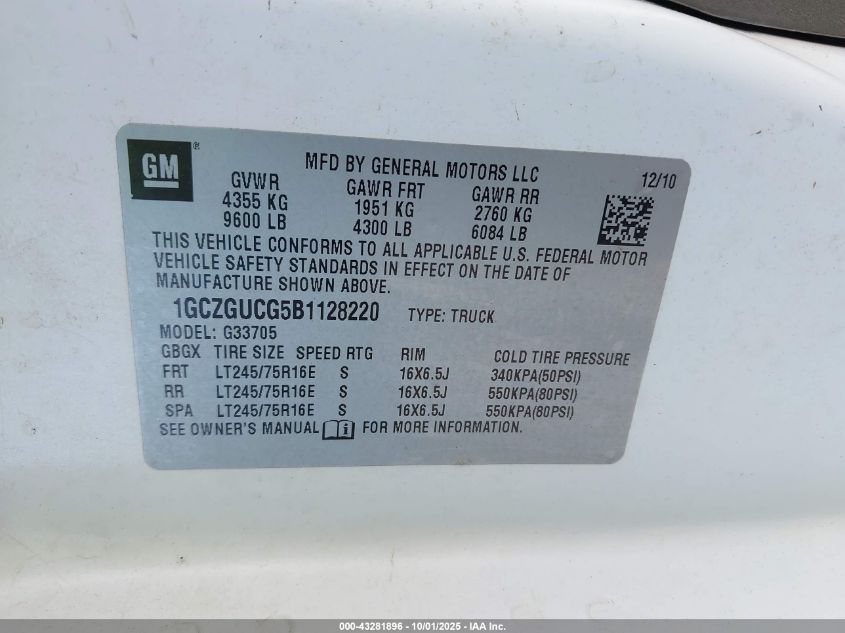 GM®
MFD BY GENERAL MOTORS LLC
12/10
GVWR GAWR FRT GAWR RR
4355 KG 1951 KG 2760 KG
9600 LB 4300 LB 6084 LB
THIS VEHICLE CONFORMS TO ALL APPLICABLE U.S. FEDERAL MOTOR
VEHICLE SAFETY STANDARDS IN EFFECT ON THE DATE OF
MANUFACTURE SHOWN ABOVE.
1GCZGUCG5B1128220 TYPE: TRUCK
MODEL: G33705
GBGX TIRE SIZE SPEED RTG RIM COLD TIRE PRESSURE
FRT LT245/75R16E S 16X6.5J 340KPA(50PSI)
RR LT245/75R16E S 16X6.5J 550KPA(80PSI)
SPA LT245/75R16E S 16X6.5J 550KPA(80PSI)
SEE OWNER'S MANUAL i FOR MORE INFORMATION.
000-43281896 - 10/01/2025 - IAA Inc.